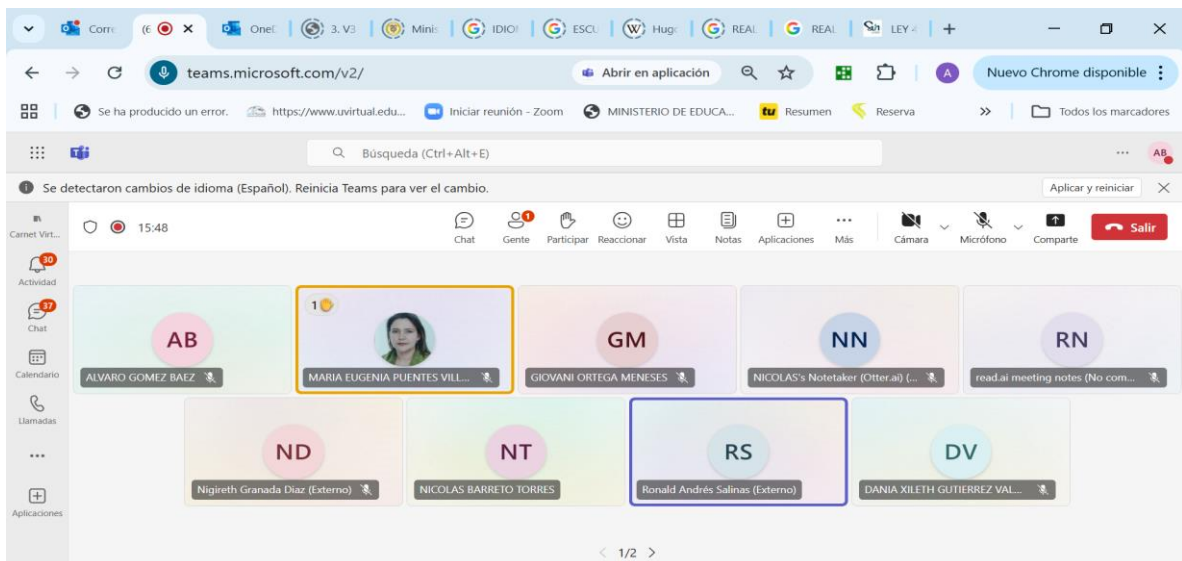 Corre
(6
OneD
3. V3
Minis
IDIO
ESCU
Hugo
REAL
REAL
LEY 4
teams.microsoft.com/v2/
Abrir en aplicación
A
Nuevo Chrome disponible
Se ha producido un error.
https://www.uvirtual.edu...
Iniciar reunión - Zoom
MINISTERIO DE EDUCA...
tu Resumen
Reserva
Todos los marcadores
Búsqueda (Ctrl+Alt+E)
AB
Se detectaron cambios de idioma (Español). Reinicia Teams para ver el cambio.
Aplicar y reiniciar
Carnet Virt...
15:48
Chat
Gente
1
Participar
Reaccionar
Vista
Notas
Aplicaciones
Más
Cámara
Micrófono
Comparte
Salir
30
Actividad
37
Chat
Calendario
Llamadas
Aplicaciones
AB
ALVARO GOMEZ BAEZ
1
MARIA EUGENIA PUENTES VILL...
GM
GIOVANI ORTEGA MENESES
NN
NICOLAS's Notetaker (Otter.ai) (...
RN
read.ai meeting notes (No com...
ND
Nigireth Granada Diaz (Externo)
NT
NICOLAS BARRETO TORRES
RS
Ronald Andrés Salinas (Externo)
DV
DANIA XILETH GUTIERREZ VAL...
1/2